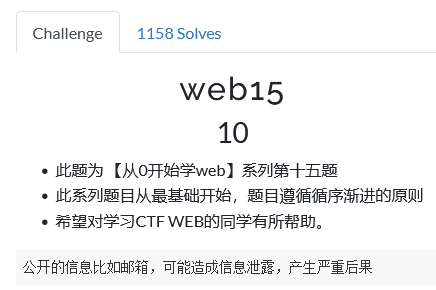 Challenge
1158 Solves
web15
10
此题为 【从0开始学web】系列第十五题
此系列题目从最基础开始，题目遵循循序渐进的原则
希望对学习CTF WEB的同学有所帮助。
公开的信息比如邮箱，可能造成信息泄露，产生严重后果